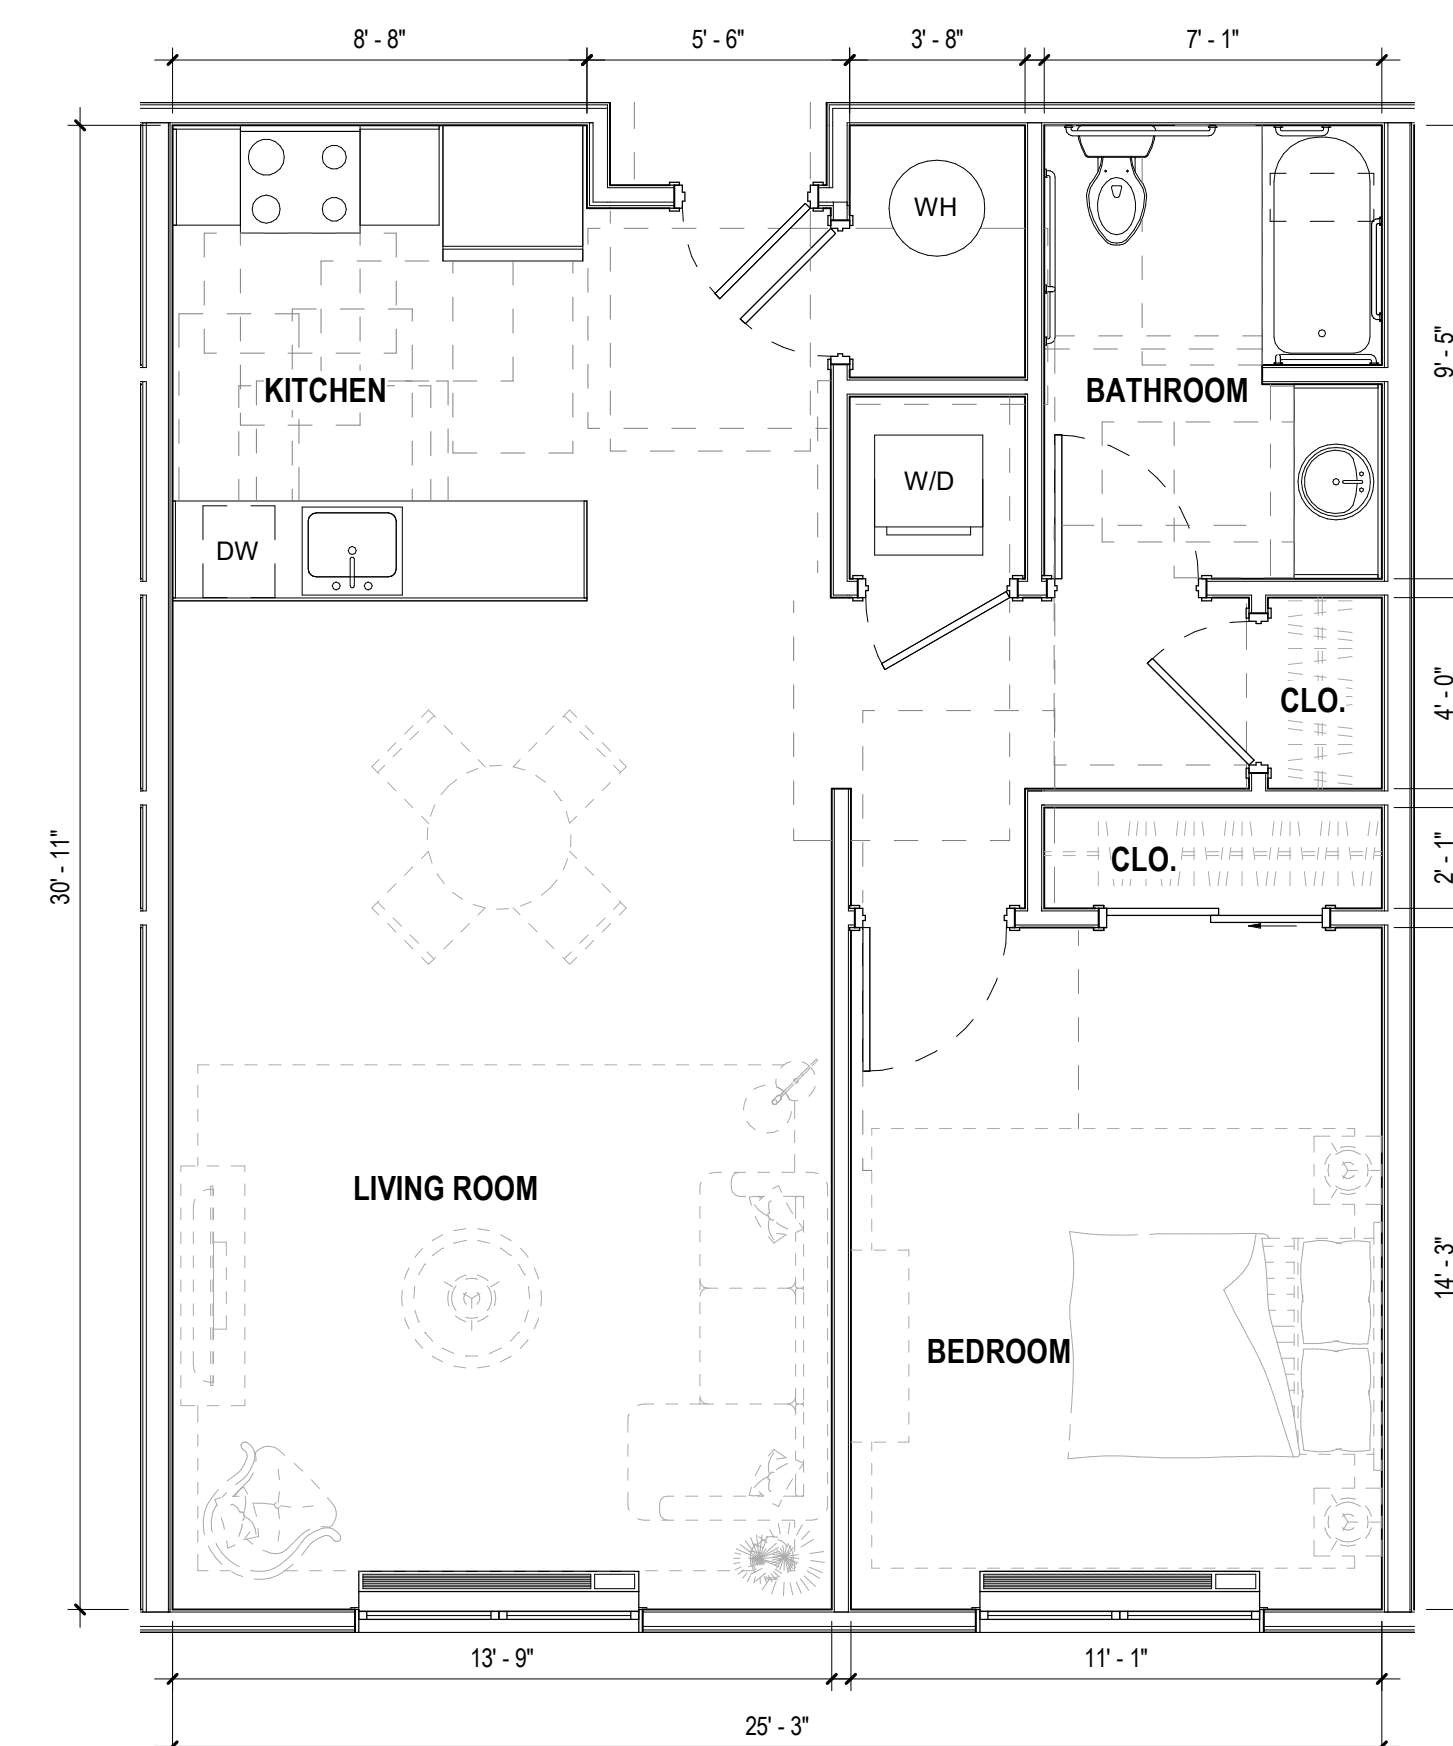 8' - 8"
5' - 6"
3' - 8"
7' - 1"
WH
9' - 5"
KITCHEN
BATHROOM
W/D
DW
CLO.
4' - 0"
CLO.
2' - 1"
30' - 11"
LIVING ROOM
14' - 3"
BEDROOM
13' - 9"
11' - 1"
25' - 3"